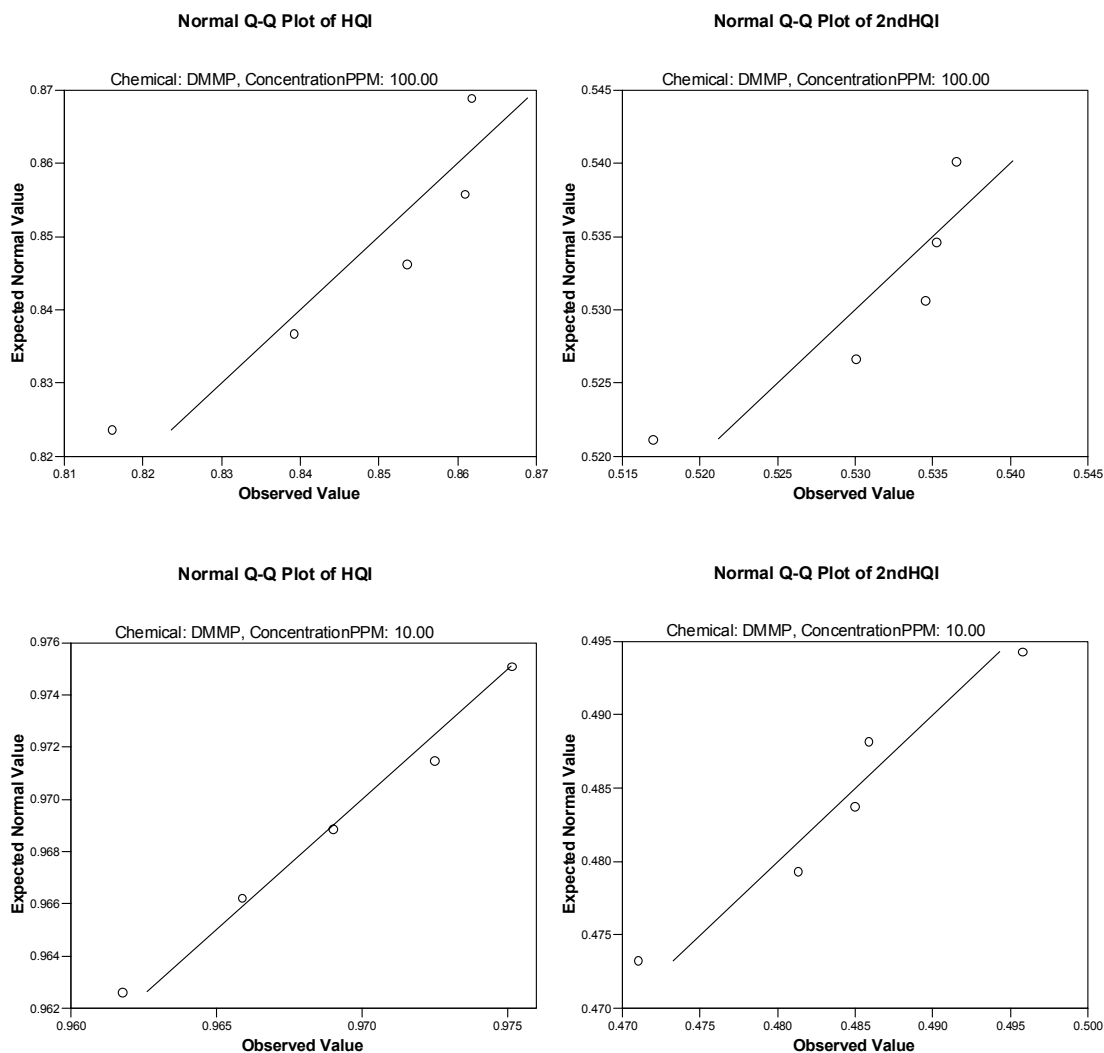 Normal Q-Q Plot of HQI
Chemical: DMMP, ConcentrationPPM: 100.00
0.87
0.86
0.85
0.84
0.83
0.82
Expected Normal Value
0.81 0.82 0.83 0.84 0.85 0.86 0.87
Observed Value
Normal Q-Q Plot of 2ndHQI
Chemical: DMMP, ConcentrationPPM: 100.00
0.545
0.540
0.535
0.530
0.525
0.520
Expected Normal Value
0.515 0.520 0.525 0.530 0.535 0.540 0.545
Observed Value
Normal Q-Q Plot of HQI
Chemical: DMMP, ConcentrationPPM: 10.00
0.976
0.974
0.972
0.970
0.968
0.966
0.964
0.962
Expected Normal Value
0.960 0.965 0.970 0.975
Observed Value
Normal Q-Q Plot of 2ndHQI
Chemical: DMMP, ConcentrationPPM: 10.00
0.495
0.490
0.485
0.480
0.475
0.470
Expected Normal Value
0.470 0.475 0.480 0.485 0.490 0.495 0.500
Observed Value